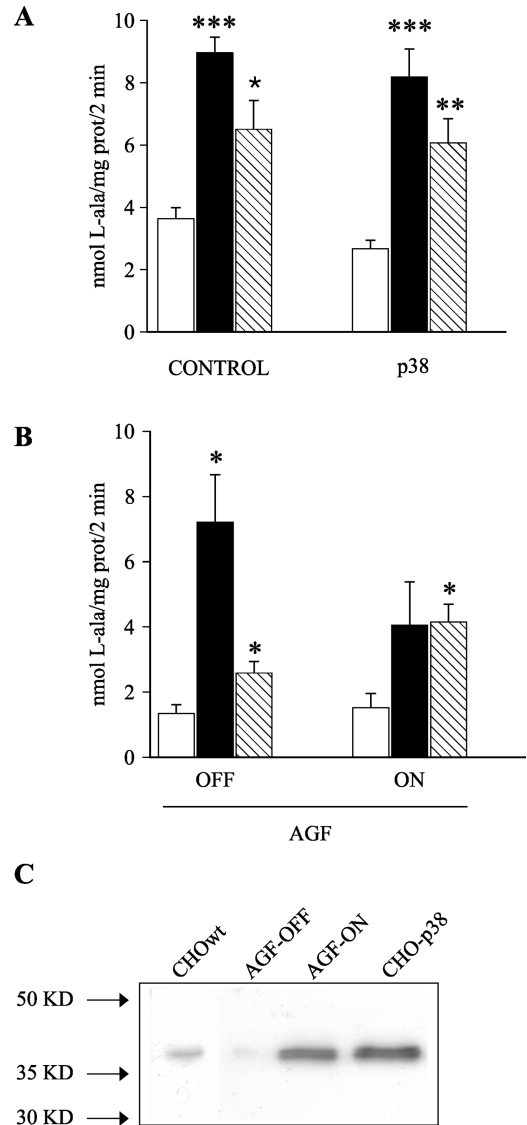 A
nmol L-ala/mg prot/2 min
10
8
6
4
2
0
***
*
***
**
CONTROL p38
B
nmol L-ala/mg prot/2 min
10
8
6
4
2
0
*
*
*
OFF ON
AGF
C
CHOwt AGF-OFF AGF-ON CHO-p38
50 KD
35 KD
30 KD